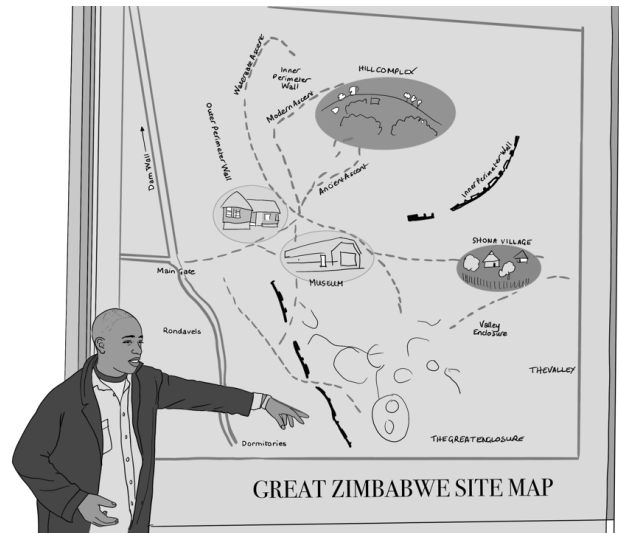 Watergate Ascent
Inner
Perimeter
Wall
HILL COMPLEX
Modern Ascent
Outer Perimeter Wall
Dam Wall
Ancient Ascent
Inner Perimeter Wall
SHONA VILLAGE
Main Gate
MUSEUM
Rondavels
Valley
Enclosure
THE VALLEY
Dormitories
THE GREAT ENCLOSURE
GREAT ZIMBABWE SITE MAP